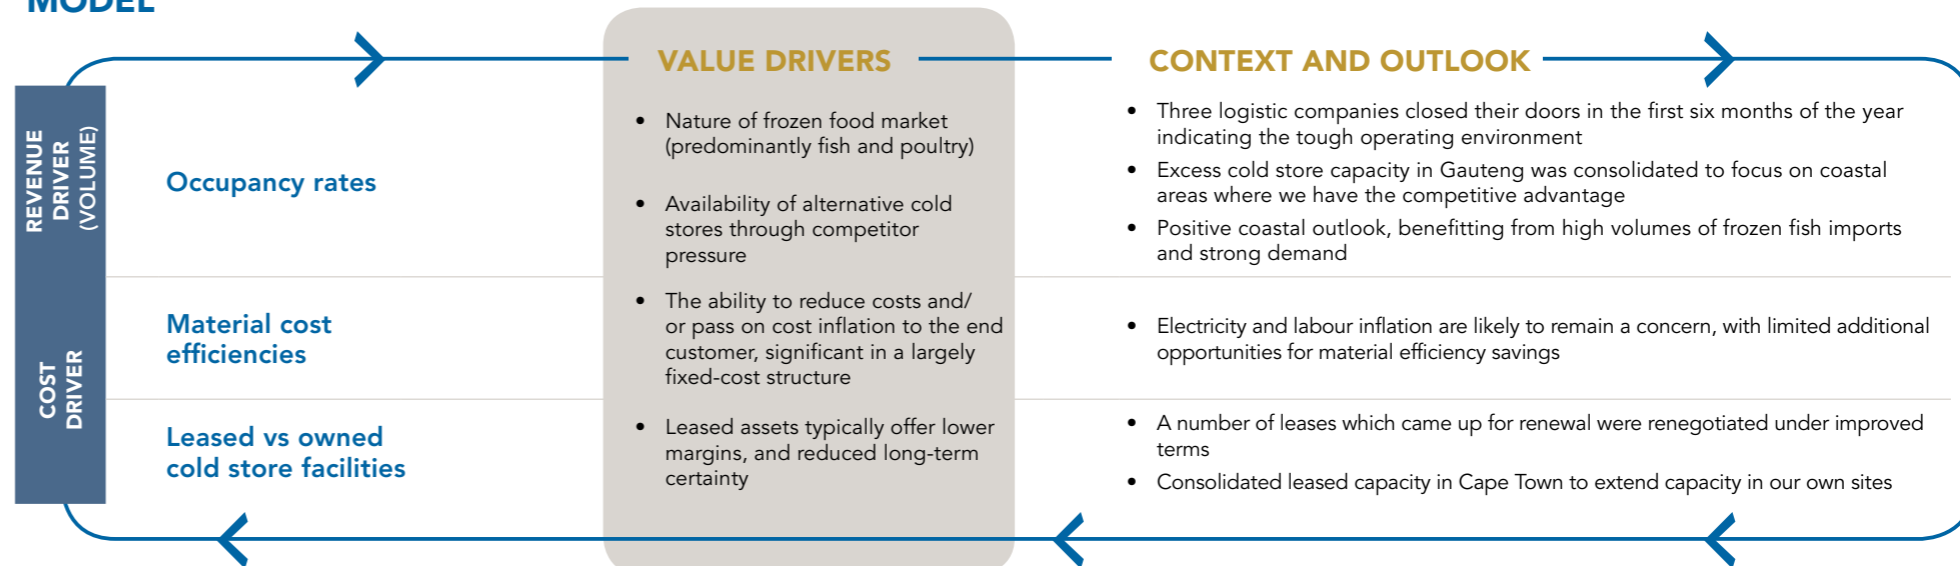 MODEL
VALUE DRIVERS
CONTEXT AND OUTLOOK
REVENUE
DRIVER
(VOLUME)
Occupancy rates
• Nature of frozen food market
(predominantly fish and poultry)
• Availability of alternative cold
stores through competitor
pressure
• Three logistic companies closed their doors in the first six months of the year
indicating the tough operating environment
• Excess cold store capacity in Gauteng was consolidated to focus on coastal
areas where we have the competitive advantage
• Positive coastal outlook, benefitting from high volumes of frozen fish imports
and strong demand
COST
DRIVER
Material cost
efficiencies
• The ability to reduce costs and/
or pass on cost inflation to the end
customer, significant in a largely
fixed-cost structure
• Electricity and labour inflation are likely to remain a concern, with limited additional
opportunities for material efficiency savings
Leased vs owned
cold store facilities
• Leased assets typically offer lower
margins, and reduced long-term
certainty
• A number of leases which came up for renewal were renegotiated under improved
terms
• Consolidated leased capacity in Cape Town to extend capacity in our own sites